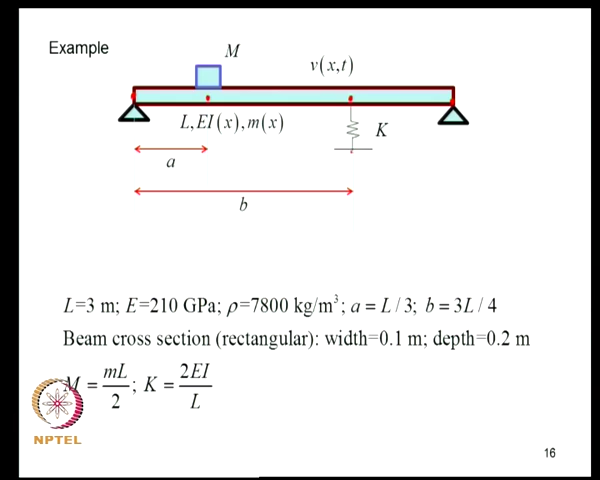 Example
M
v(x,t)
L,EI(x),m(x)
K
a
b
L=3 m; E=210 GPa; ρ=7800 kg/m³; a = L / 3; b = 3L / 4
Beam cross section (rectangular): width=0.1 m; depth=0.2 m
M = mL/2; K = 2EI/L
NPTEL
16